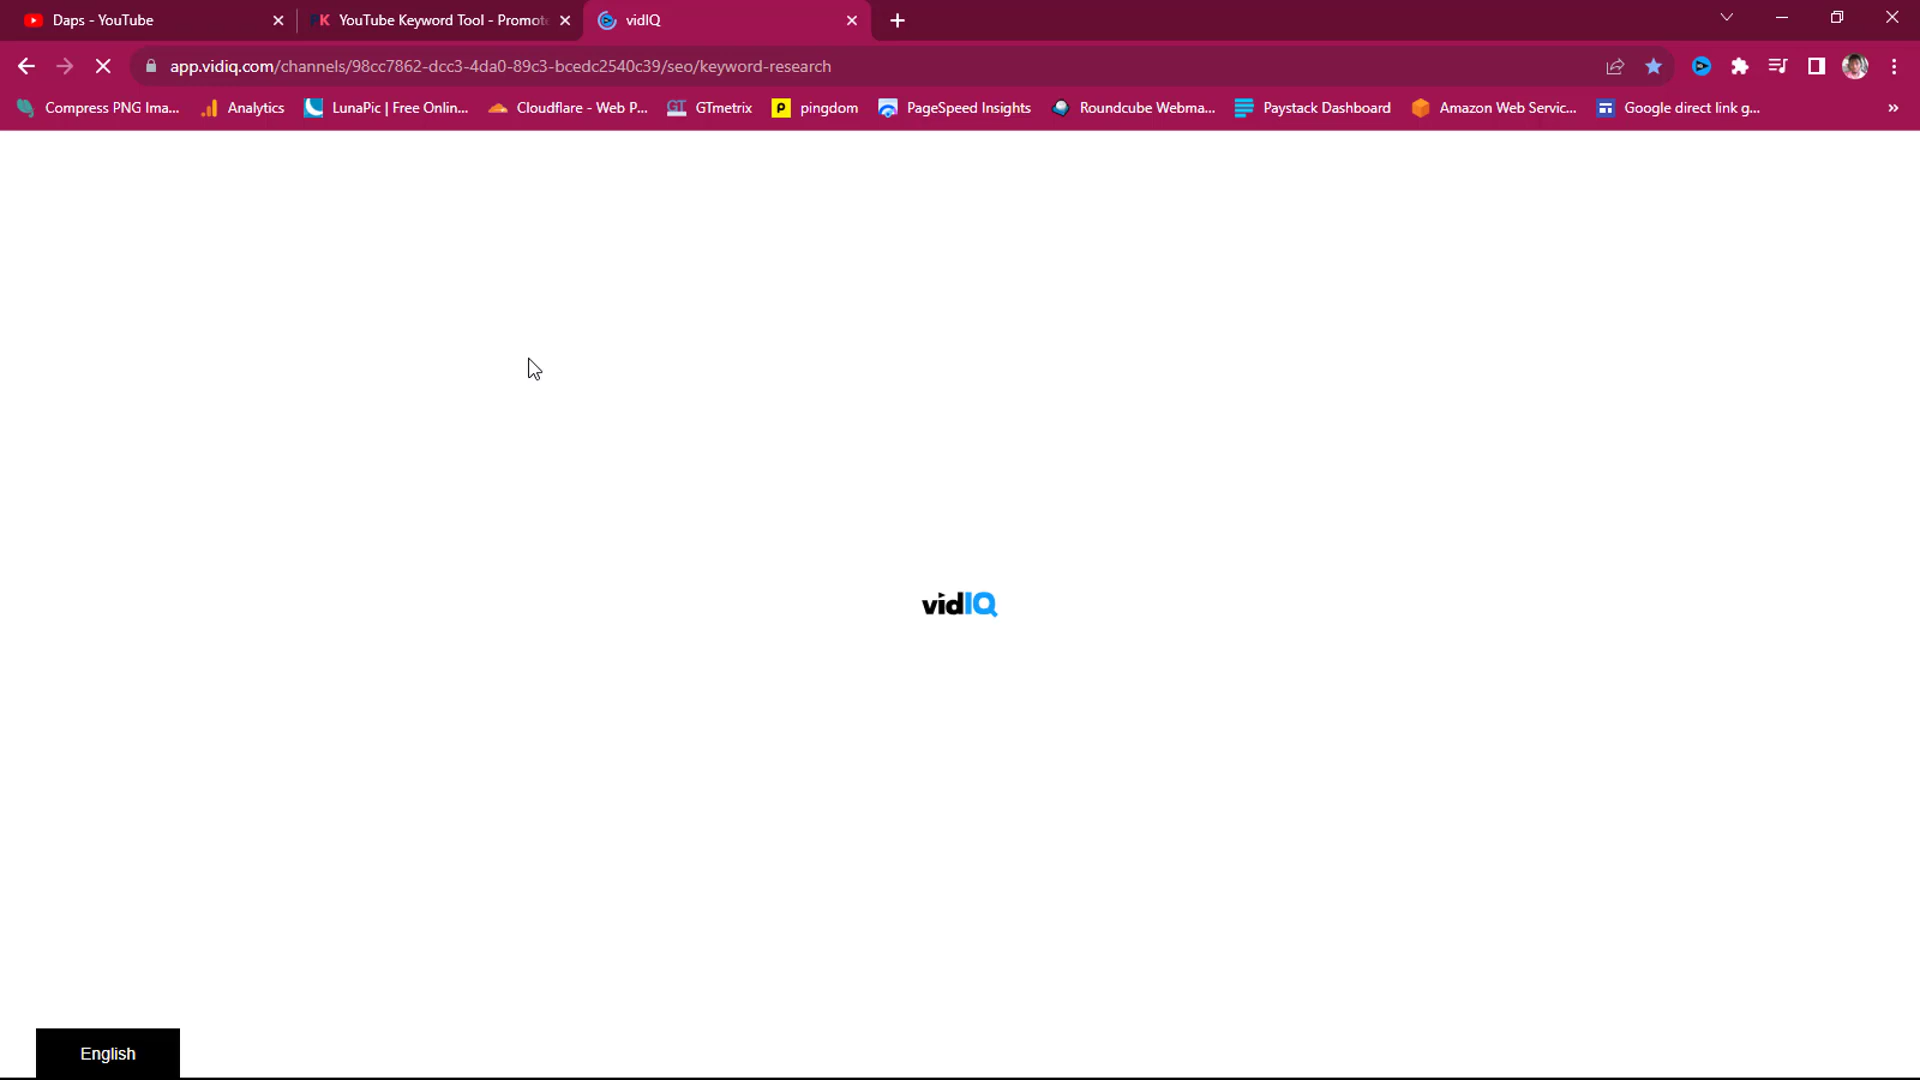 Daps - YouTube
YouTube Keyword Tool - Promote
vidIQ
app.vidiq.com/channels/98cc7862-dcc3-4da0-89c3-bcedc2540c39/seo/keyword-research
Compress PNG Ima...
Analytics
LunaPic | Free Onlin...
Cloudflare - Web P...
GTmetrix
pingdom
PageSpeed Insights
Roundcube Webma...
Paystack Dashboard
Amazon Web Servic...
Google direct link g...
vidIQ
English